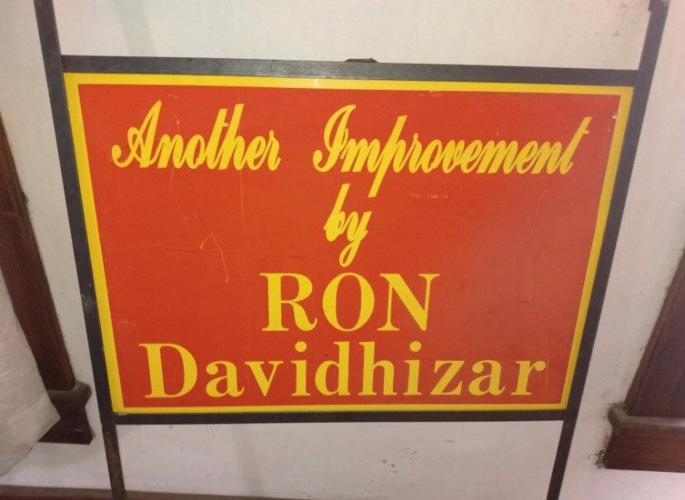 Another Improvement
by
RON
Davidhizar